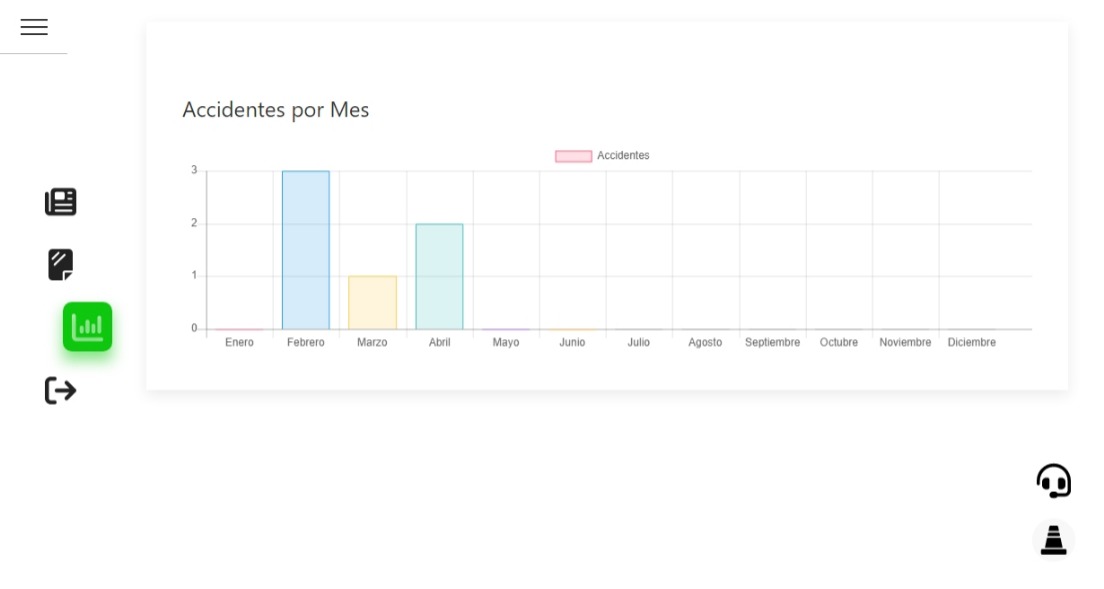 Accidentes por Mes
Accidentes
3
2
1
0
Enero Febrero Marzo Abril Mayo Junio Julio Agosto Septiembre Octubre Noviembre Diciembre